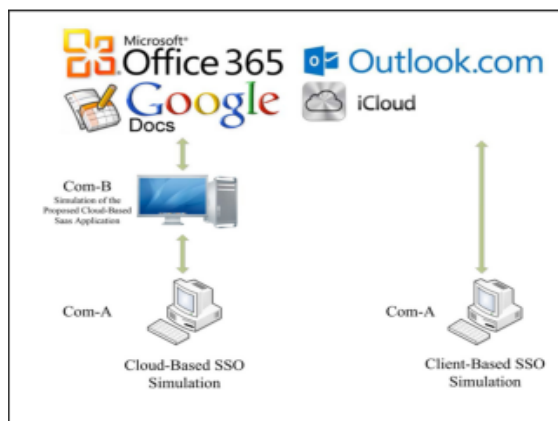 Microsoft®
Office 365
Outlook.com
Google
Docs
iCloud
Com-B
Simulation of the
Proposed Cloud-Based
Saas Application
Com-A
Com-A
Cloud-Based SSO
Simulation
Client-Based SSO
Simulation